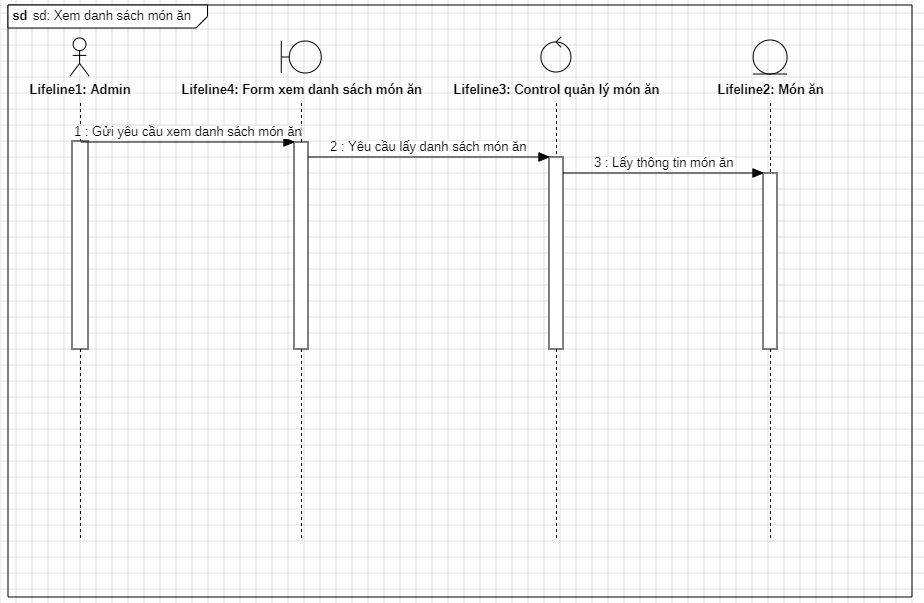 sd sd: Xem danh sách món ăn
Lifeline1: Admin
Lifeline4: Form xem danh sách món ăn
Lifeline3: Control quản lý món ăn
Lifeline2: Món ăn
1 : Gửi yêu cầu xem danh sách món ăn
2 : Yêu cầu lấy danh sách món ăn
3 : Lấy thông tin món ăn